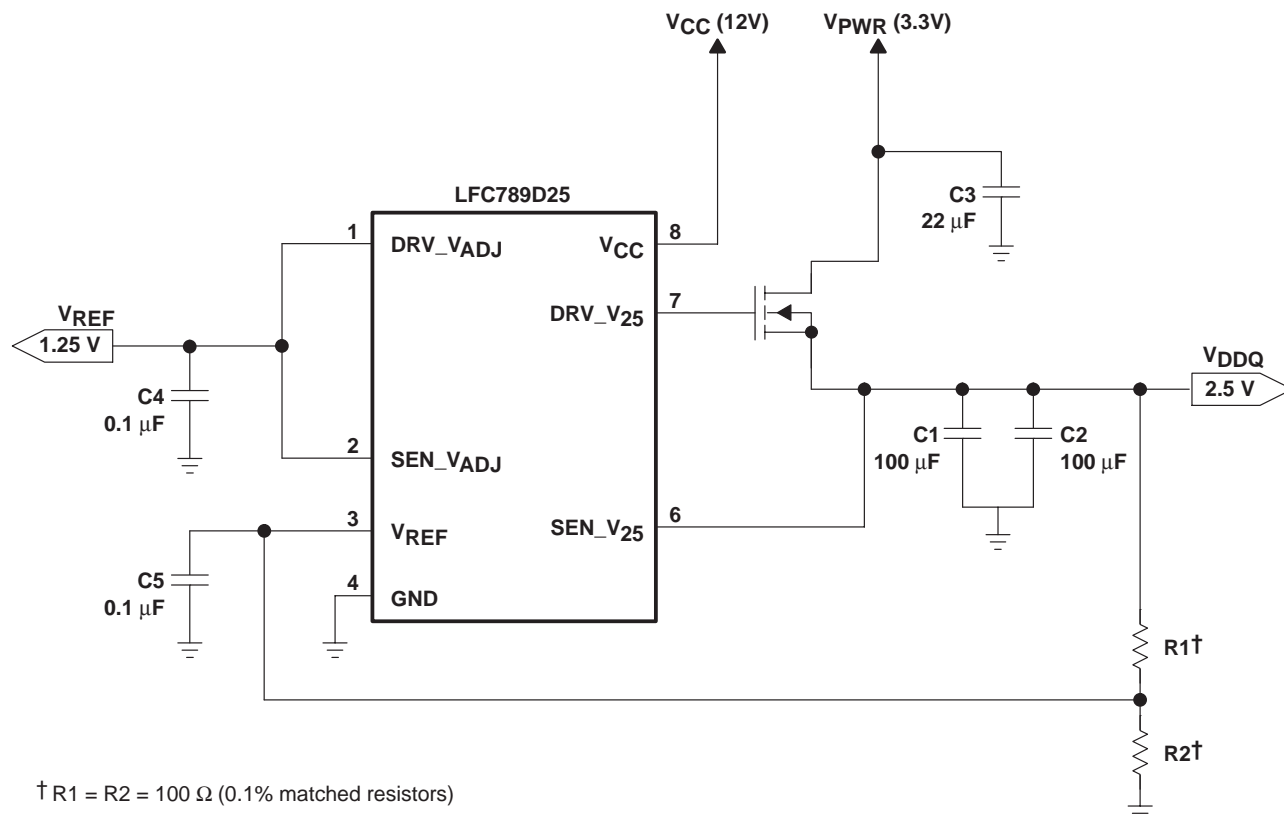 VCC (12V)
VPWR (3.3V)
C3
22 μF
LFC789D25
1
DRV_VADJ
VCC
8
DRV_V25
7
VREF
1.25 V
VDDQ
2.5 V
C4
0.1 μF
C1
100 μF
C2
100 μF
2
SEN_VADJ
3
VREF
SEN_V25
6
C5
0.1 μF
4
GND
R1†
R2†
† R1 = R2 = 100 Ω (0.1% matched resistors)